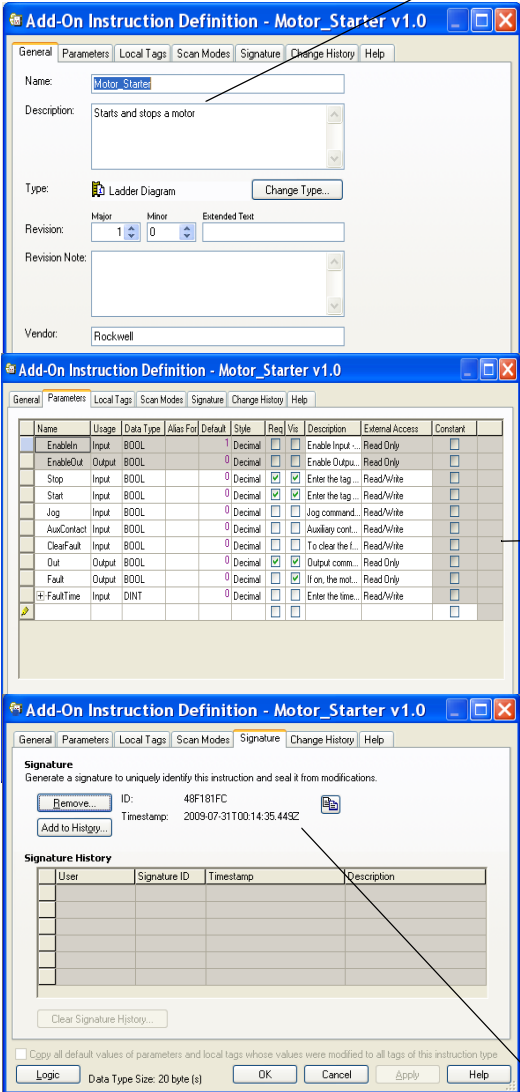 Add-On Instruction Definition - Motor_Starter v1.0
General Parameters Local Tags Scan Modes Signature Change History Help
Name: Motor_Starter
Description: Starts and stops a motor
Type: Ladder Diagram Change Type...
Major Minor Extended Text
Revision: 1 0
Revision Note:
Vendor: Rockwell
Add-On Instruction Definition - Motor_Starter v1.0
General Parameters Local Tags Scan Modes Signature Change History Help
Name Usage Data Type Alias For Default Style Req Vis Description External Access Constant
EnableIn Input BOOL 1 Decimal Enable Input -... Read Only
EnableOut Output BOOL 0 Decimal Enable Outpu... Read Only
Stop Input BOOL 0 Decimal Enter the tag ... Read/Write
Start Input BOOL 0 Decimal Enter the tag ... Read/Write
Jog Input BOOL 0 Decimal Jog command... Read/Write
AuxContact Input BOOL 0 Decimal Auxiliary cont... Read/Write
ClearFault Input BOOL 0 Decimal To clear the f... Read/Write
Out Output BOOL 0 Decimal Output comm... Read Only
Fault Output BOOL 0 Decimal If on, the mot... Read Only
FaultTime Input DINT 0 Decimal Enter the time... Read/Write
Add-On Instruction Definition - Motor_Starter v1.0
General Parameters Local Tags Scan Modes Signature Change History Help
Signature
Generate a signature to uniquely identify this instruction and seal it from modifications.
Remove... ID: 48F181FC
Add to History... Timestamp: 2009-07-31T00:14:35.449Z
Signature History
User Signature ID Timestamp Description
Clear Signature History...
Copy all default values of parameters and local tags whose values were modified to all tags of this instruction type
Logic Data Type Size: 20 byte (s) OK Cancel Apply Help